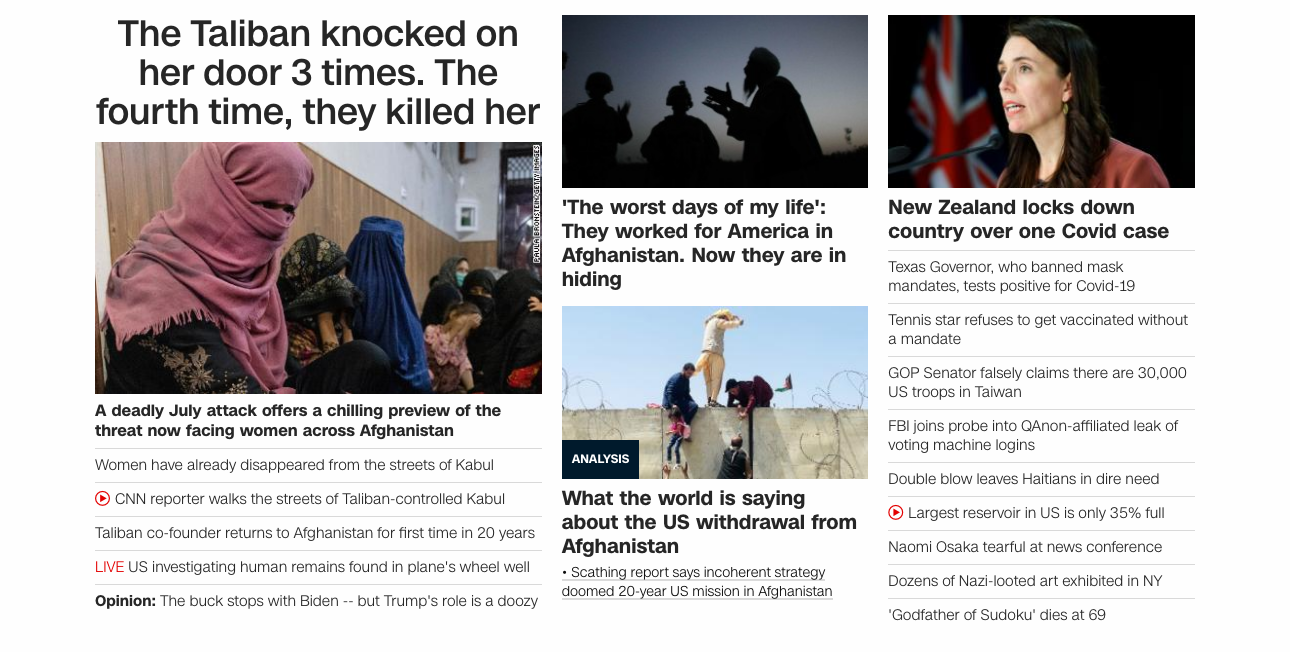 The Taliban knocked on
her door 3 times. The
fourth time, they killed her
PAULA BRONSTEIN/GETTY IMAGES
A deadly July attack offers a chilling preview of the
threat now facing women across Afghanistan
Women have already disappeared from the streets of Kabul
CNN reporter walks the streets of Taliban-controlled Kabul
Taliban co-founder returns to Afghanistan for first time in 20 years
LIVE US investigating human remains found in plane's wheel well
Opinion: The buck stops with Biden -- but Trump's role is a doozy
'The worst days of my life':
They worked for America in
Afghanistan. Now they are in
hiding
ANALYSIS
What the world is saying
about the US withdrawal from
Afghanistan
• Scathing report says incoherent strategy
doomed 20-year US mission in Afghanistan
New Zealand locks down
country over one Covid case
Texas Governor, who banned mask
mandates, tests positive for Covid-19
Tennis star refuses to get vaccinated without
a mandate
GOP Senator falsely claims there are 30,000
US troops in Taiwan
FBI joins probe into QAnon-affiliated leak of
voting machine logins
Double blow leaves Haitians in dire need
Largest reservoir in US is only 35% full
Naomi Osaka tearful at news conference
Dozens of Nazi-looted art exhibited in NY
'Godfather of Sudoku' dies at 69